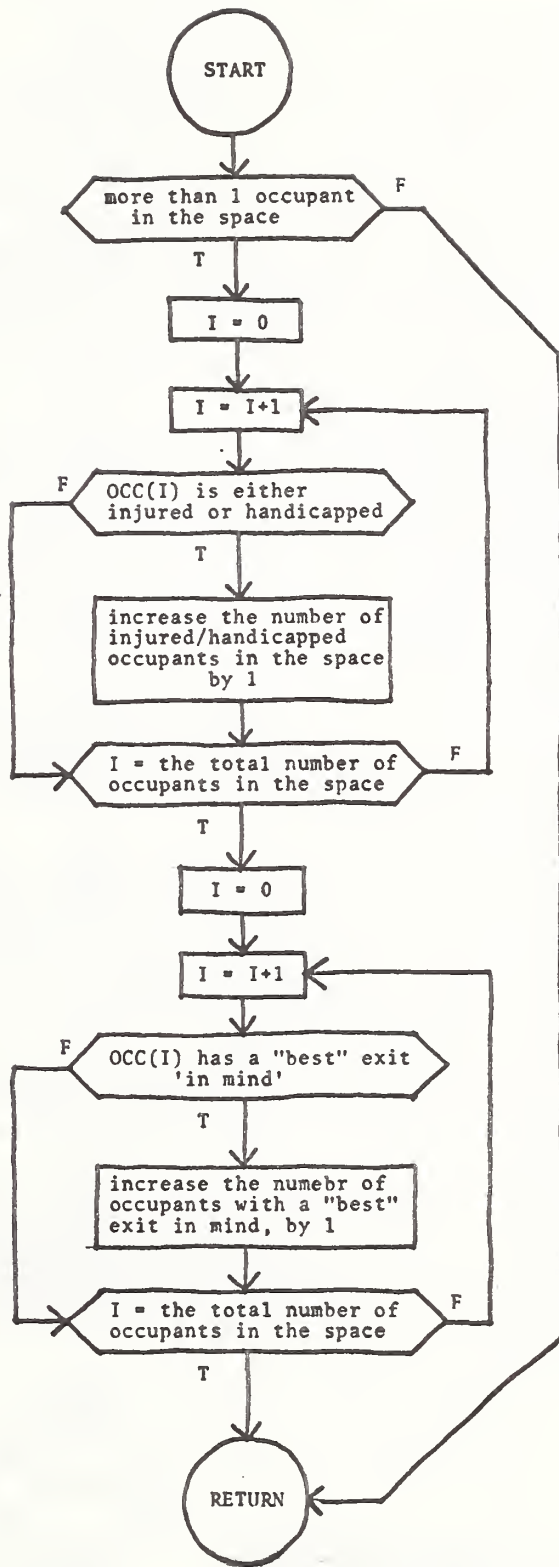 START
more than 1 occupant
in the space
F
T
I = 0
I = I+1
F
OCC(I) is either
injured or handicapped
T
increase the number of
injured/handicapped
occupants in the space
by 1
I = the total number of
occupants in the space
F
T
I = 0
I = I+1
F
OCC(I) has a "best" exit
'in mind'
T
increase the numebr of
occupants with a "best"
exit in mind, by 1
I = the total number of
occupants in the space
F
T
RETURN